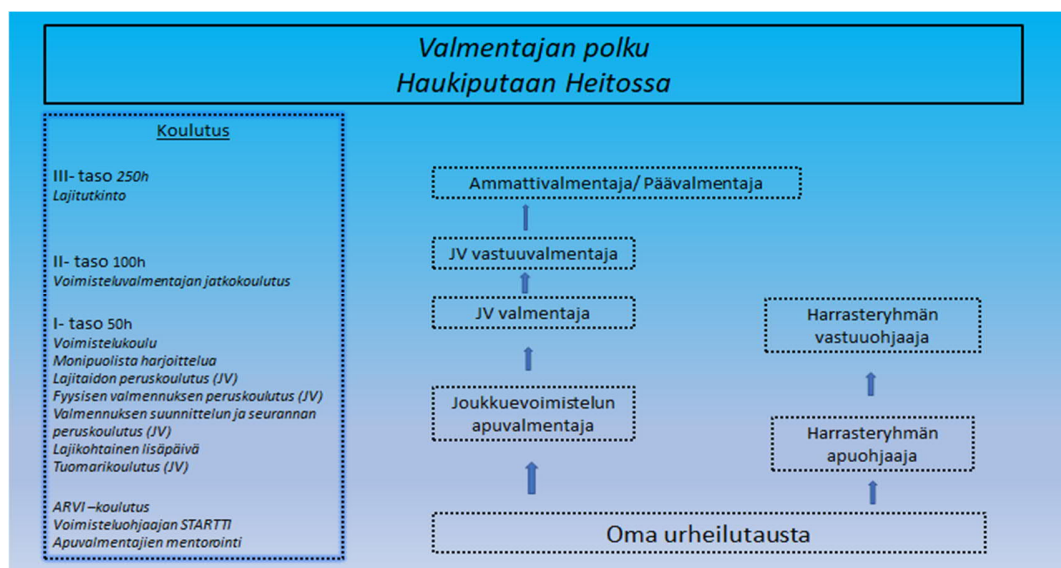 Valmentajan polku
Haukiputaan Heitossa
Koulutus
III- taso 250h
Lajitutkinto
II- taso 100h
Voimisteluvalmentajan jatkokoulutus
I- taso 50h
Voimistelukoulu
Monipuolista harjoittelua
Lajitaidon peruskoulutus (JV)
Fyysisen valmennuksen peruskoulutus (JV)
Valmennuksen suunnittelun ja seurannan
peruskoulutus (JV)
Lajikohtainen lisäpäivä
Tuomarikoulutus (JV)
ARVI –koulutus
Voimisteluohjaajan STARTTI
Apuvalmentajien mentorointi
Ammattivalmentaja/ Päävalmentaja
JV vastuuvalmentaja
JV valmentaja
Joukkuevoimistelun
apuvalmentaja
Harrasteryhmän
vastuuohjaaja
Harrasteryhmän
apuohjaaja
Oma urheilutausta